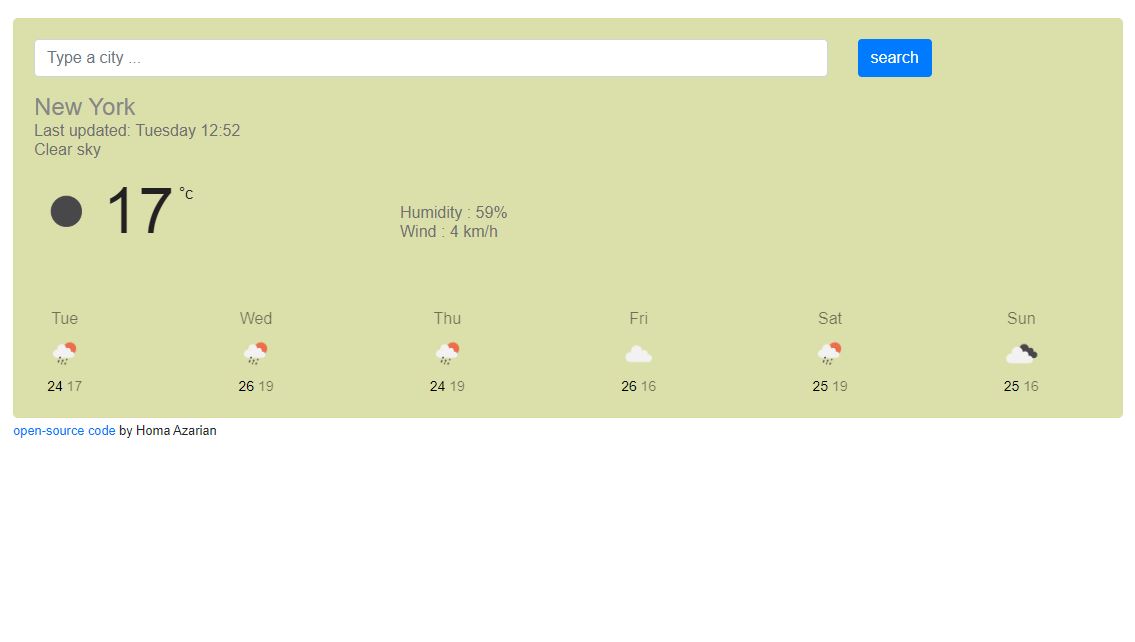 Type a city ...
search
New York
Last updated: Tuesday 12:52
Clear sky
17 °C
Humidity : 59%
Wind : 4 km/h
Tue Wed Thu Fri Sat Sun
24 17 26 19 24 19 26 16 25 19 25 16
open-source code by Homa Azarian